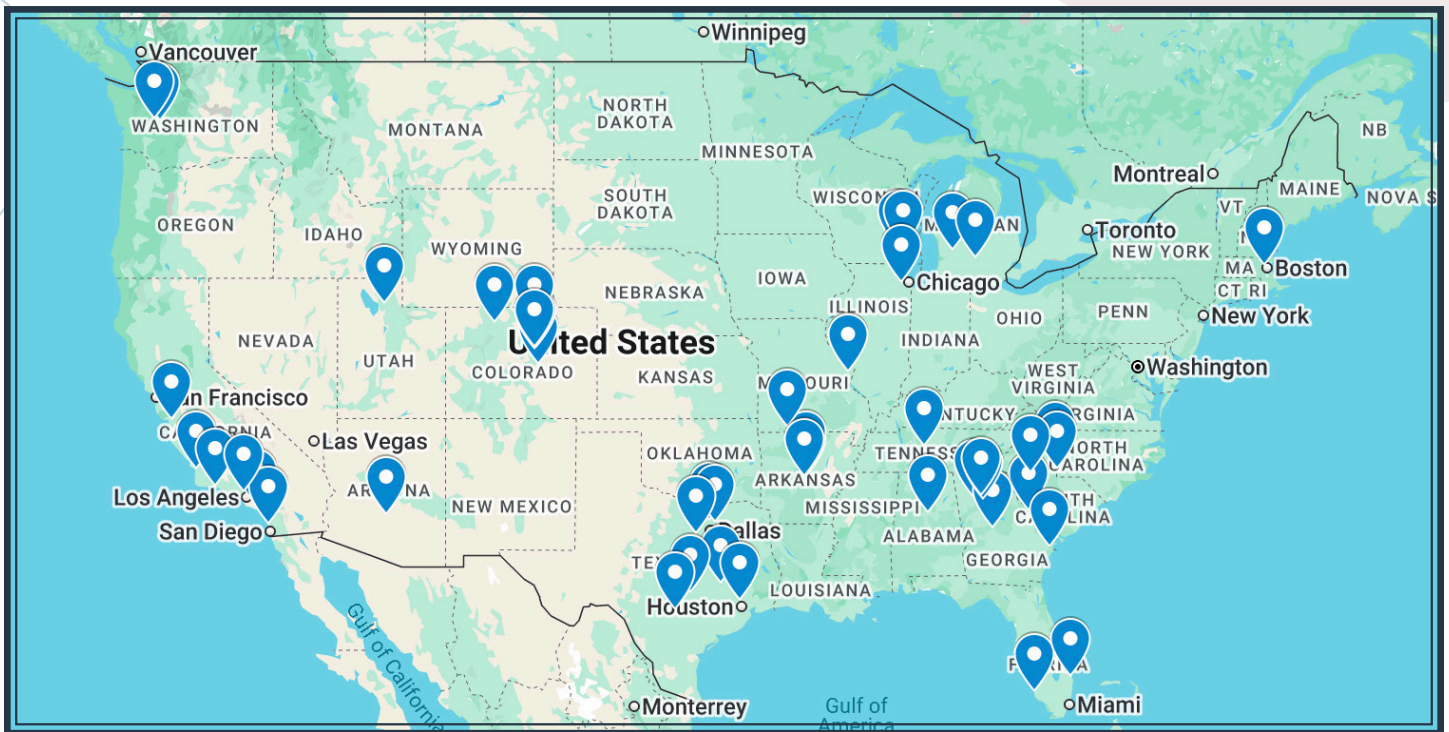 Winnipeg
Vancouver
WASHINGTON
MONTANA
NORTH
DAKOTA
MINNESOTA
NB
Montreal
MAINE
NOVA S
SOUTH
DAKOTA
VT
OREGON
IDAHO
WYOMING
Toronto
NEW YORK
MA
Boston
CT RI
IOWA
NEBRASKA
Chicago
ILLINOIS
OHIO
PENN
New York
NEVADA
UTAH
United States
INDIANA
COLORADO
KANSAS
WEST
VIRGINIA
Washington
San Francisco
Las Vegas
OKLAHOMA
NORTH
CAROLINA
ARKANSAS
Los Angeles
NEW MEXICO
MISSISSIPPI
San Diego
Dallas
ALABAMA
GEORGIA
LOUISIANA
Houston
Gulf of California
Monterrey
Gulf of
America
Miami